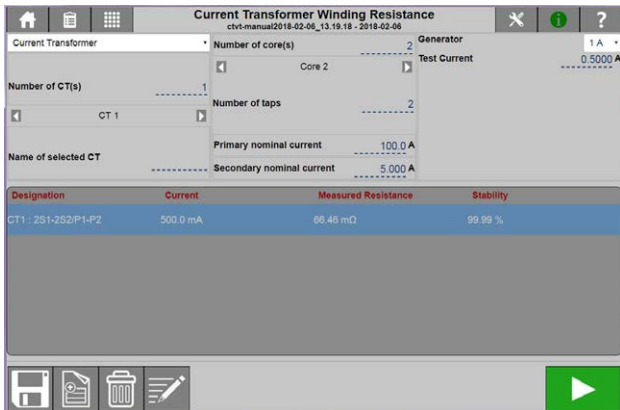 Current Transformer Winding Resistance
ctvt-manual2018-02-06_13.19.18 - 2018-02-06
i
?
Current Transformer
Number of CT(s) 1
CT 1
Name of selected CT
Number of core(s) 2
Core 2
Number of taps 2
Primary nominal current 100.0 A
Secondary nominal current 5.000 A
Generator 1 A
Test Current 0.5000 A
Designation Current Measured Resistance Stability
CT1 : 2S1-2S2/P1-P2 500.0 mA 66.46 mΩ 99.99 %